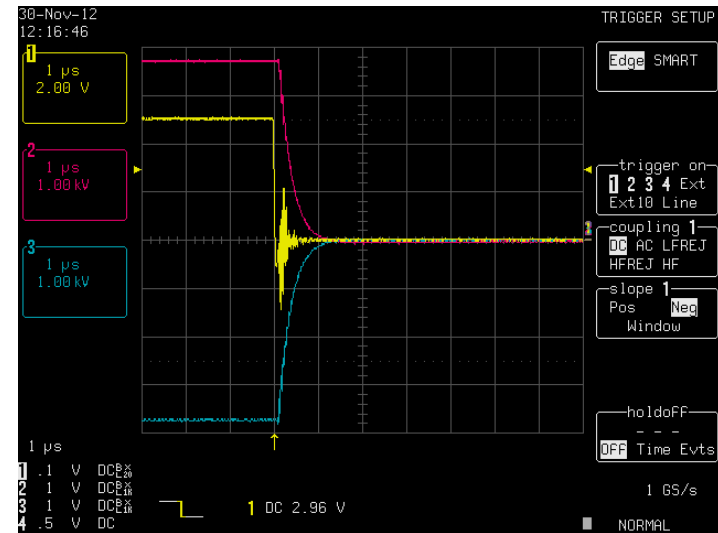 30-Nov-12
12:16:46
TRIGGER SETUP
1
1 µs
2.00 V
2
1 µs
1.00 kV
3
1 µs
1.00 kV
Edge SMART
trigger on
1 2 3 4 Ext
Ext10 Line
coupling 1
DC AC LFREJ
HFREJ HF
slope 1
Pos Neg
Window
holdoff
- - -
OFF Time Evts
1 µs
1 .1 V DC
2 1 V DC
3 1 V DC
4 .5 V DC
1 DC 2.96 V
1 GS/s
NORMAL